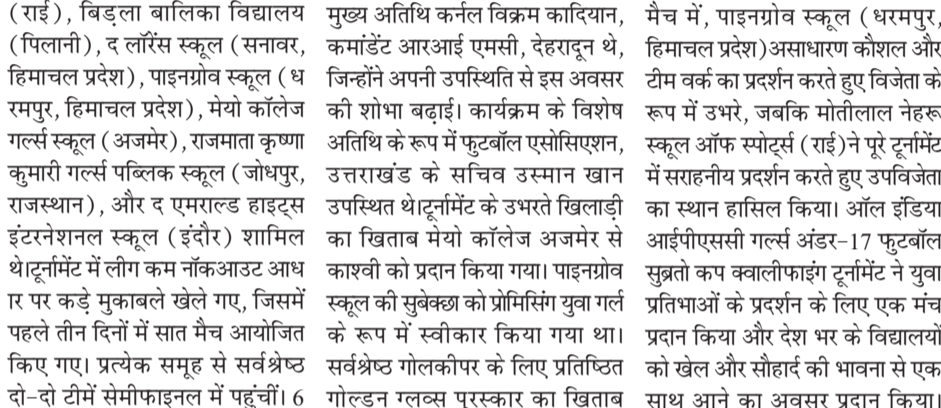 (राई), बिड़ला बालिका विद्यालय
(पिलानी), द लॉरेंस स्कूल (सनावर,
हिमाचल प्रदेश), पाइनग्रोव स्कूल (ध
रमपुर, हिमाचल प्रदेश), मेयो कॉलेज
गर्ल्स स्कूल (अजमेर), राजमाता कृष्णा
कुमारी गर्ल्स पब्लिक स्कूल (जोधपुर,
राजस्थान), और द एमराल्ड हाइट्स
इंटरनेशनल स्कूल (इंदौर) शामिल
थे।टूर्नामेंट में लीग कम नॉकआउट आध
ार पर कड़े मुकाबले खेले गए, जिसमें
पहले तीन दिनों में सात मैच आयोजित
किए गए। प्रत्येक समूह से सर्वश्रेष्ठ
दो-दो टीमें सेमीफाइनल में पहुंचीं। 6
मुख्य अतिथि कर्नल विक्रम कादियान,
कमांडेंट आरआई एमसी, देहरादून थे,
जिन्होंने अपनी उपस्थिति से इस अवसर
की शोभा बढ़ाई। कार्यक्रम के विशेष
अतिथि के रूप में फुटबॉल एसोसिएशन,
उत्तराखंड के सचिव उस्मान खान
उपस्थित थे।टूर्नामेंट के उभरते खिलाड़ी
का खिताब मेयो कॉलेज अजमेर से
काश्वी को प्रदान किया गया। पाइनग्रोव
स्कूल की सुबेक्छा को प्रोमिसिंग युवा गर्ल
के रूप में स्वीकार किया गया था।
सर्वश्रेष्ठ गोलकीपर के लिए प्रतिष्ठित
गोल्डन ग्लव्स पुरस्कार का खिताब
मैच में, पाइनग्रोव स्कूल (धरमपुर,
हिमाचल प्रदेश)असाधारण कौशल और
टीम वर्क का प्रदर्शन करते हुए विजेता के
रूप में उभरे, जबकि मोतीलाल नेहरू
स्कूल ऑफ स्पोर्ट्स (राई)ने पूरे टूर्नामेंट
में सराहनीय प्रदर्शन करते हुए उपविजेता
का स्थान हासिल किया। ऑल इंडिया
आईपीएससी गर्ल्स अंडर-17 फुटबॉल
सुब्रतो कप क्वालीफाइंग टूर्नामेंट ने युवा
प्रतिभाओं के प्रदर्शन के लिए एक मंच
प्रदान किया और देश भर के विद्यालयों
को खेल और सौहार्द की भावना से एक
साथ आने का अवसर प्रदान किया।